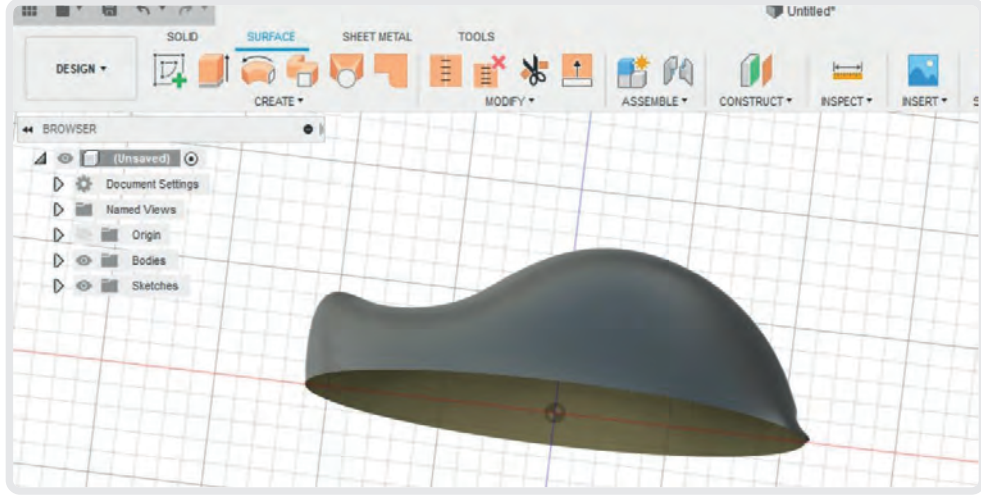 Untitled*
SOLID SURFACE SHEET METAL TOOLS
DESIGN
CREATE MODIFY ASSEMBLE CONSTRUCT INSPECT INSERT
BROWSER
(Unsaved)
Document Settings
Named Views
Origin
Bodies
Sketches